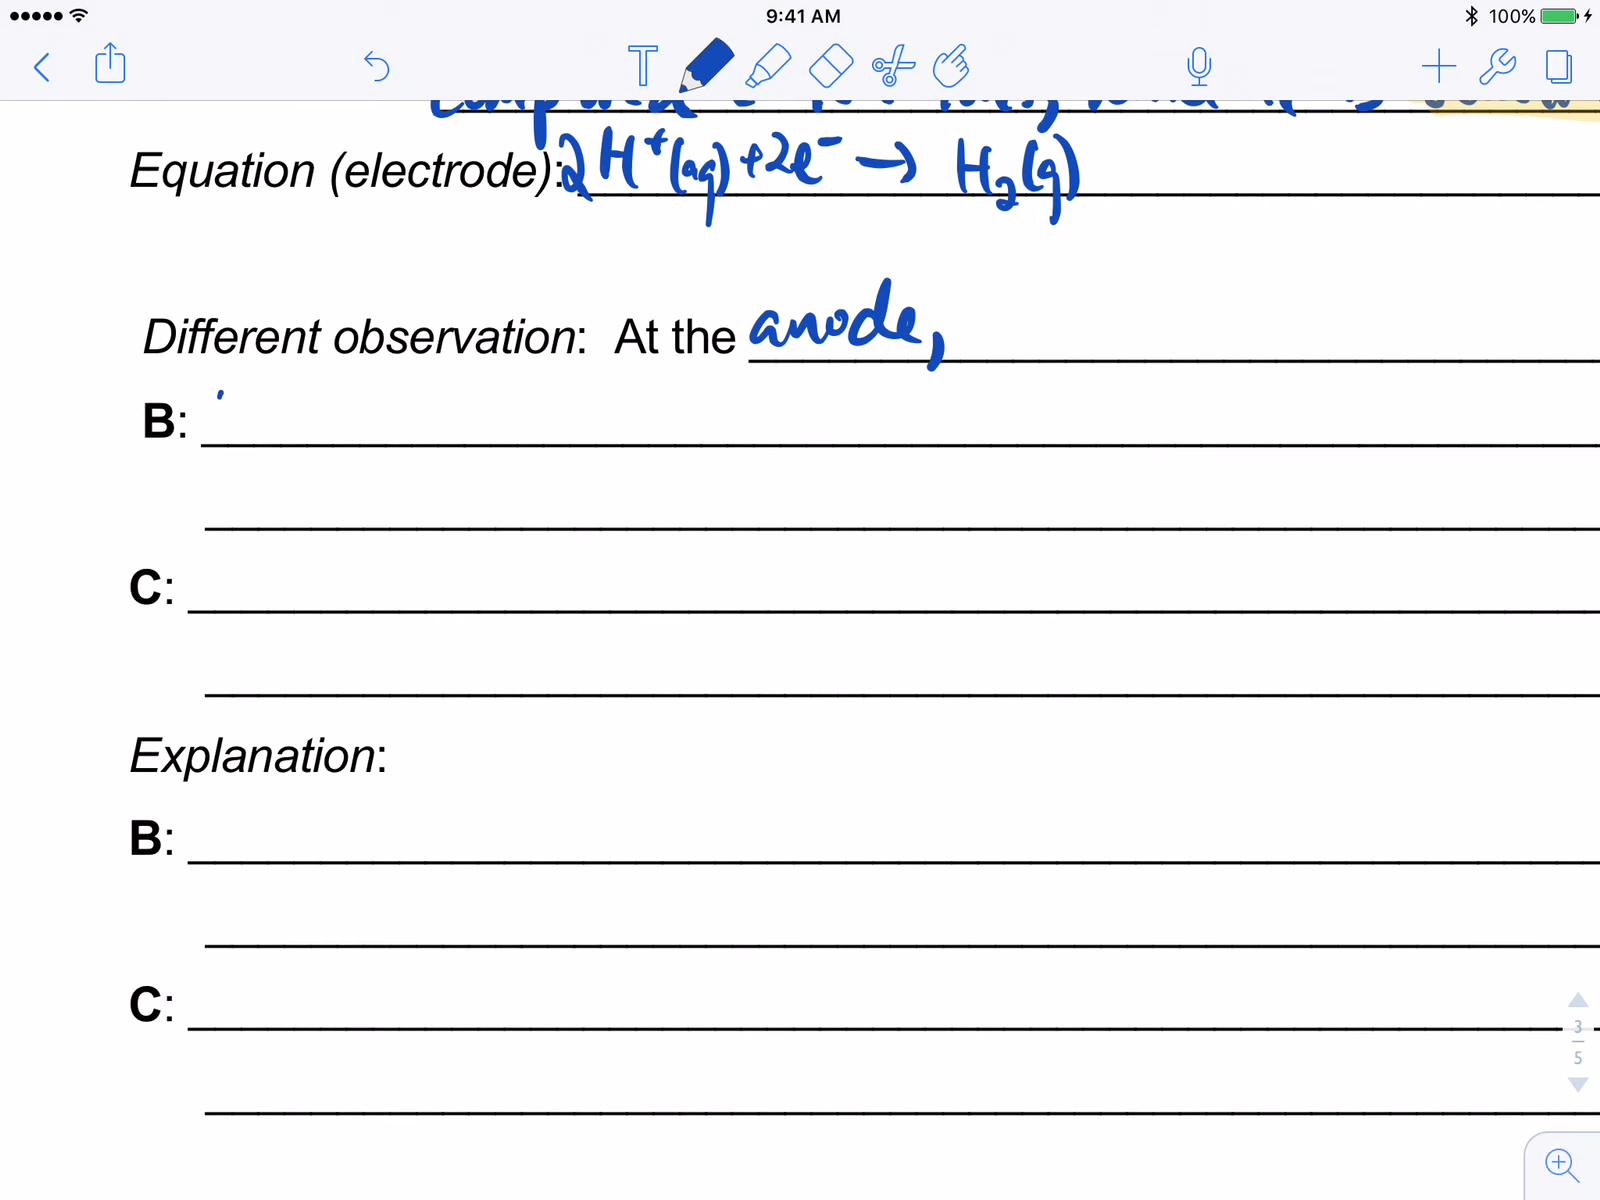 9:41 AM
100%
T
Equation (electrode): 2H⁺(aq) + 2e⁻ → H₂(g)
Different observation: At the anode,
B:
C:
Explanation:
B:
C:
3
5